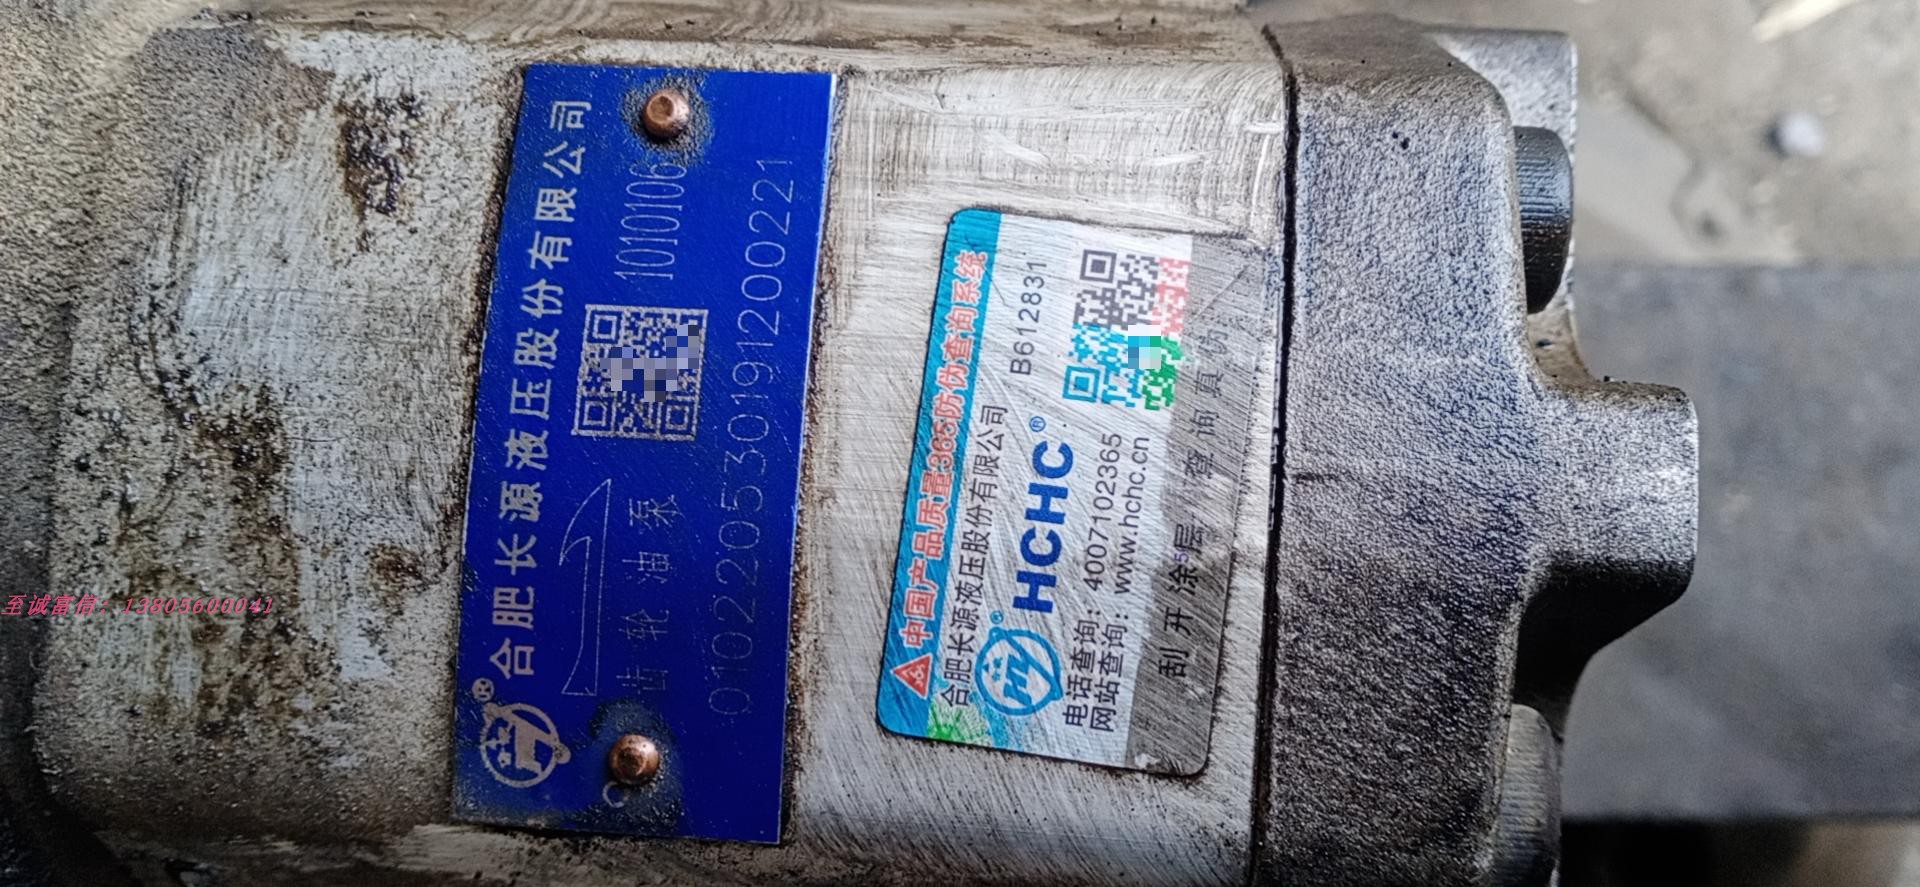 合肥长源液压股份有限公司
齿轮油泵
1010106
010220530191200221
中国产品质量365防伪查询系统
合肥长源液压股份有限公司
HCHC®
B612831
电话查询：4007102365
网站查询：www.hchc.cn
刮开涂层 查询真伪
至诚富信：13805600041